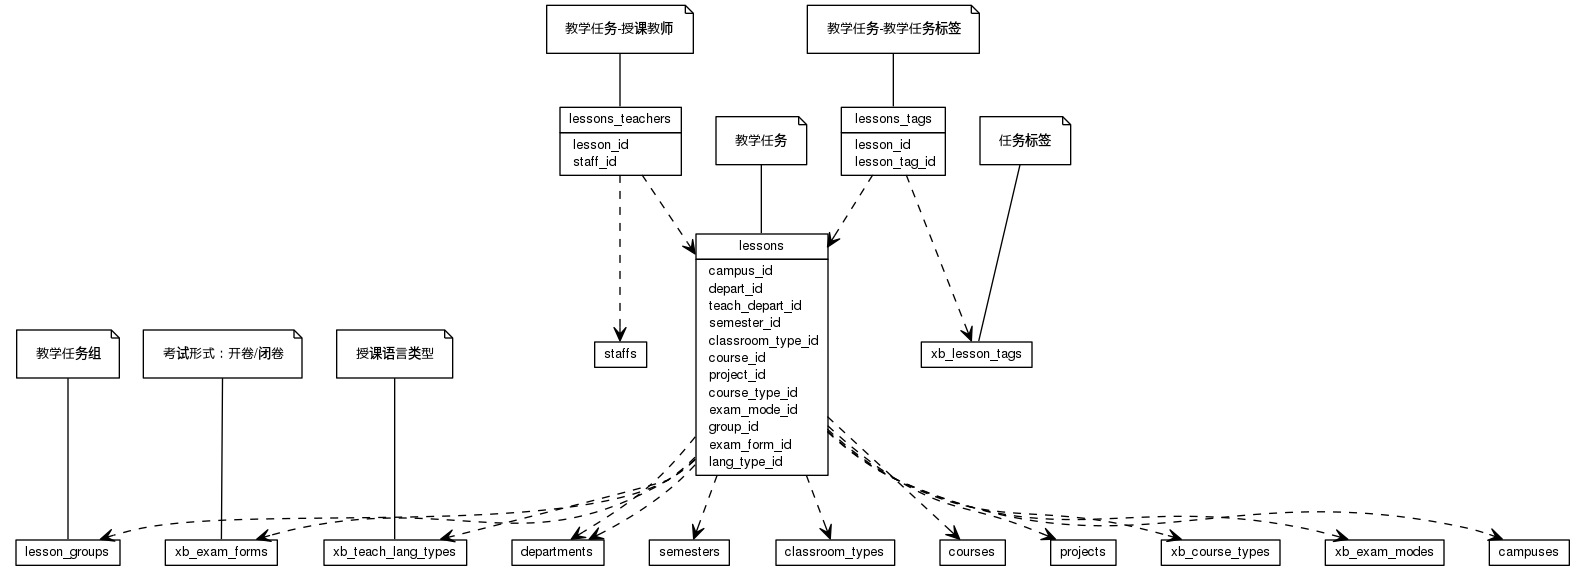 教学任务-授课教师
教学任务-教学任务标签
lessons_teachers
lesson_id
staff_id
教学任务
lessons_tags
lesson_id
lesson_tag_id
任务标签
lessons
campus_id
depart_id
teach_depart_id
semester_id
classroom_type_id
course_id
project_id
course_type_id
exam_mode_id
group_id
exam_form_id
lang_type_id
教学任务组
考试形式：开卷/闭卷
授课语言类型
staffs
xb_lesson_tags
lesson_groups
xb_exam_forms
xb_teach_lang_types
departments
semesters
classroom_types
courses
projects
xb_course_types
xb_exam_modes
campuses